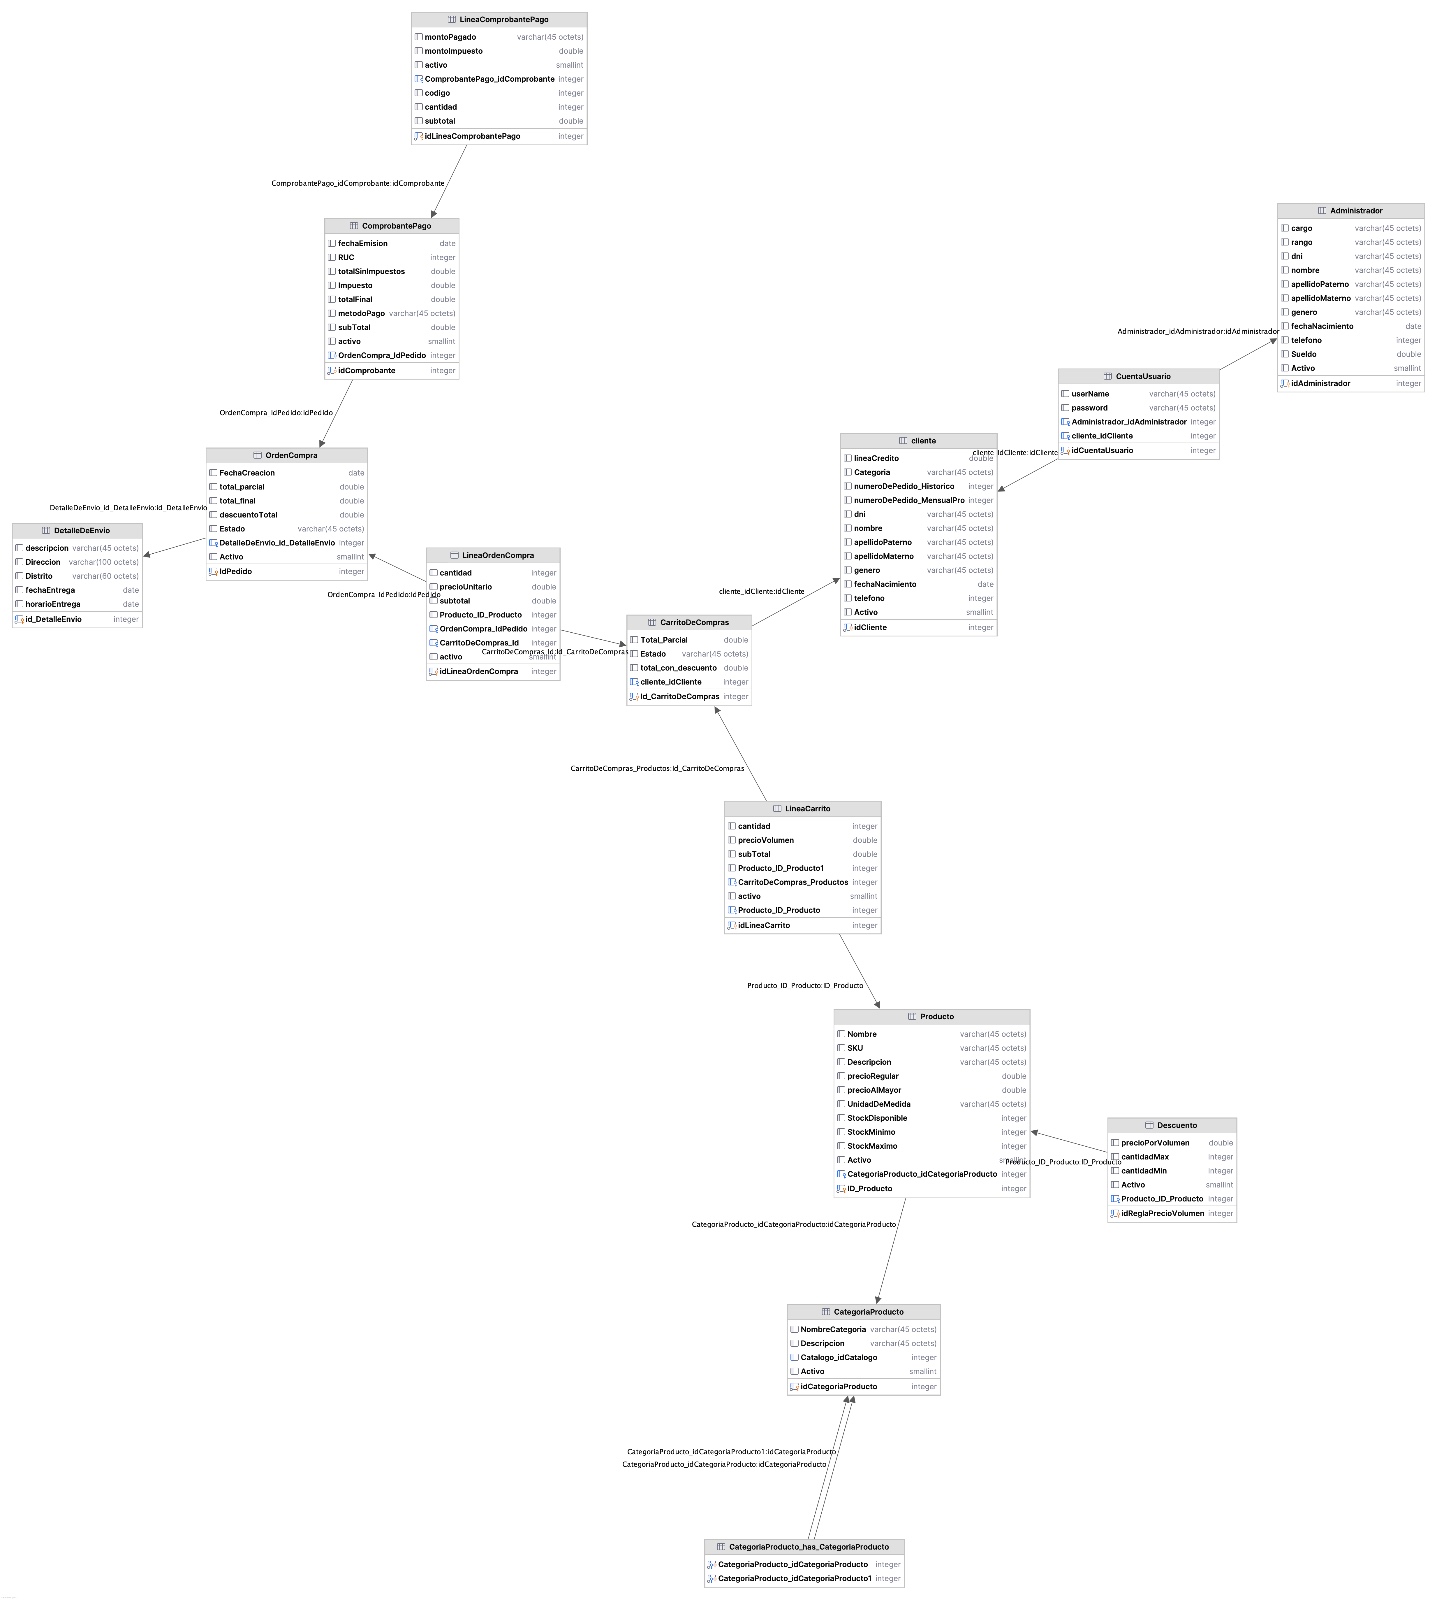 LineaComprobantePago
montoPagado varchar(45 octets)
montoImpuesto double
activo smallint
ComprobantePago_idComprobante integer
codigo integer
cantidad integer
subtotal double
idLineaComprobantePago integer
ComprobantePago_idComprobante:idComprobante
ComprobantePago
fechaEmision date
RUC integer
totalSinImpuestos double
Impuesto double
totalFinal double
metodoPago varchar(45 octets)
subTotal double
activo smallint
OrdenCompra_IdPedido integer
idComprobante integer
OrdenCompra_IdPedido:IdPedido
Administrador
cargo varchar(45 octets)
rango varchar(45 octets)
dni varchar(45 octets)
nombre varchar(45 octets)
apellidoPaterno varchar(45 octets)
apellidoMaterno varchar(45 octets)
genero varchar(45 octets)
fechaNacimiento date
telefono integer
Sueldo double
Activo smallint
idAdministrador integer
Administrador_idAdministrador:idAdministrador
CuentaUsuario
userName varchar(45 octets)
password varchar(45 octets)
Administrador_idAdministrador integer
cliente_idCliente integer
idCuentaUsuario integer
cliente_idCliente:idCliente
cliente
lineaCredito double
Categoria varchar(45 octets)
numeroDePedido_Historico integer
numeroDePedido_MensualPro integer
dni varchar(45 octets)
nombre varchar(45 octets)
apellidoPaterno varchar(45 octets)
apellidoMaterno varchar(45 octets)
genero varchar(45 octets)
fechaNacimiento date
telefono integer
Activo smallint
idCliente integer
OrdenCompra
FechaCreacion date
total_parcial double
total_final double
descuentoTotal double
Estado varchar(45 octets)
DetalleDeEnvio_id_DetalleEnvio integer
Activo smallint
IdPedido integer
DetalleDeEnvio_id_DetalleEnvio:id_DetalleEnvio
DetalleDeEnvio
descripcion varchar(45 octets)
Direccion varchar(100 octets)
Distrito varchar(60 octets)
fechaEntrega date
horarioEntrega date
id_DetalleEnvio integer
LineaOrdenCompra
cantidad integer
precioUnitario double
subtotal double
Producto_ID_Producto integer
OrdenCompra_IdPedido integer
CarritoDeCompras_Id integer
activo smallint
idLineaOrdenCompra integer
OrdenCompra_IdPedido:IdPedido
CarritoDeCompras_Id:Id_CarritoDeCompras
cliente_idCliente:idCliente
CarritoDeCompras
Total_Parcial double
Estado varchar(45 octets)
total_con_descuento double
cliente_idCliente integer
Id_CarritoDeCompras integer
CarritoDeCompras_Productos:Id_CarritoDeCompras
LineaCarrito
cantidad integer
precioVolumen double
subTotal double
Producto_ID_Producto1 integer
CarritoDeCompras_Productos integer
activo smallint
Producto_ID_Producto integer
idLineaCarrito integer
Producto_ID_Producto:ID_Producto
Producto
Nombre varchar(45 octets)
SKU varchar(45 octets)
Descripcion varchar(45 octets)
precioRegular double
precioAlMayor double
UnidadDeMedida varchar(45 octets)
StockDisponible integer
StockMinimo integer
StockMaximo integer
Activo smallint
CategoriaProducto_idCategoriaProducto integer
ID_Producto integer
Producto_ID_Producto:ID_Producto
Descuento
precioPorVolumen double
cantidadMax integer
cantidadMin integer
Activo smallint
Producto_ID_Producto integer
idReglaPrecioVolumen integer
CategoriaProducto_idCategoriaProducto:idCategoriaProducto
CategoriaProducto
NombreCategoria varchar(45 octets)
Descripcion varchar(45 octets)
Catalogo_idCatalogo integer
Activo smallint
idCategoriaProducto integer
CategoriaProducto_idCategoriaProducto1:idCategoriaProducto
CategoriaProducto_idCategoriaProducto:idCategoriaProducto
CategoriaProducto_has_CategoriaProducto
CategoriaProducto_idCategoriaProducto integer
CategoriaProducto_idCategoriaProducto1 integer